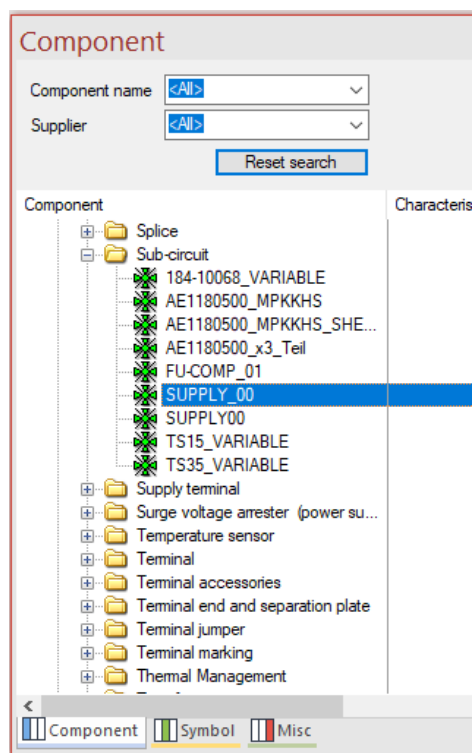 Component
Component name <All>
Supplier <All>
Reset search
Component Characteris
Splice
Sub-circuit
184-10068_VARIABLE
AE1180500_MPKKHS
AE1180500_MPKKHS_SHE...
AE1180500_x3_Teil
FU-COMP_01
SUPPLY_00
SUPPLY00
TS15_VARIABLE
TS35_VARIABLE
Supply terminal
Surge voltage arrester (power su...
Temperature sensor
Terminal
Terminal accessories
Terminal end and separation plate
Terminal jumper
Terminal marking
Thermal Management
Component Symbol Misc